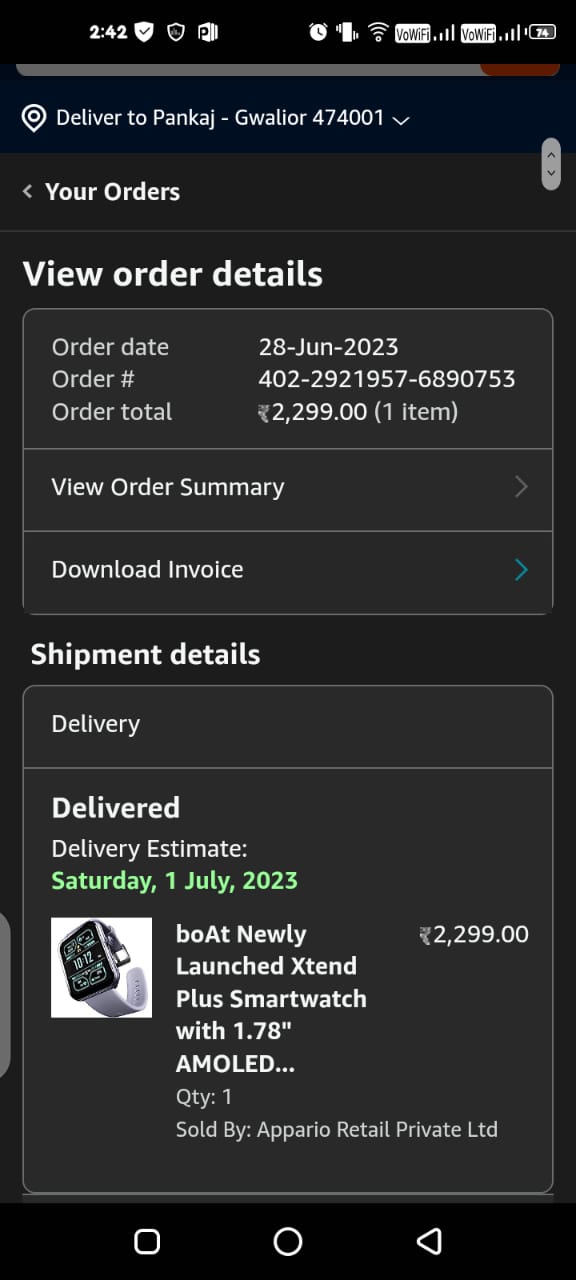 2:42
VoWiFi VoWiFi 74
Deliver to Pankaj - Gwalior 474001
Your Orders
View order details
Order date 28-Jun-2023
Order # 402-2921957-6890753
Order total ₹2,299.00 (1 item)
View Order Summary
Download Invoice
Shipment details
Delivery
Delivered
Delivery Estimate:
Saturday, 1 July, 2023
boAt Newly ₹2,299.00
Launched Xtend
Plus Smartwatch
with 1.78"
AMOLED...
Qty: 1
Sold By: Appario Retail Private Ltd
10:12